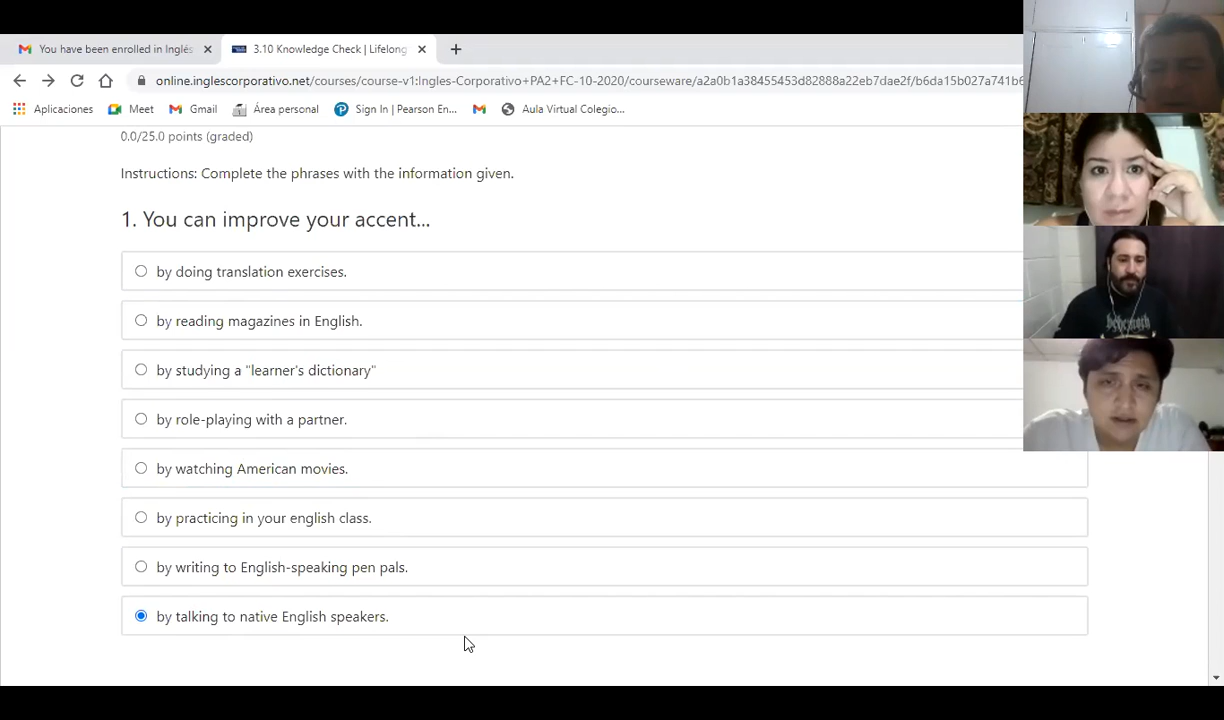 You have been enrolled in Inglés
3.10 Knowledge Check | Lifelong
online.inglescorporativo.net/courses/course-v1:Ingles-Corporativo+PA2+FC-10-2020/courseware/a2a0b1a38455453d82888a22eb7dae2f/b6da15b027a741b6
Aplicaciones
Meet
Gmail
Área personal
Sign In | Pearson En...
Aula Virtual Colegio...
0.0/25.0 points (graded)
Instructions: Complete the phrases with the information given.
1. You can improve your accent...
by doing translation exercises.
by reading magazines in English.
by studying a "learner's dictionary"
by role-playing with a partner.
by watching American movies.
by practicing in your english class.
by writing to English-speaking pen pals.
by talking to native English speakers.
behemoth